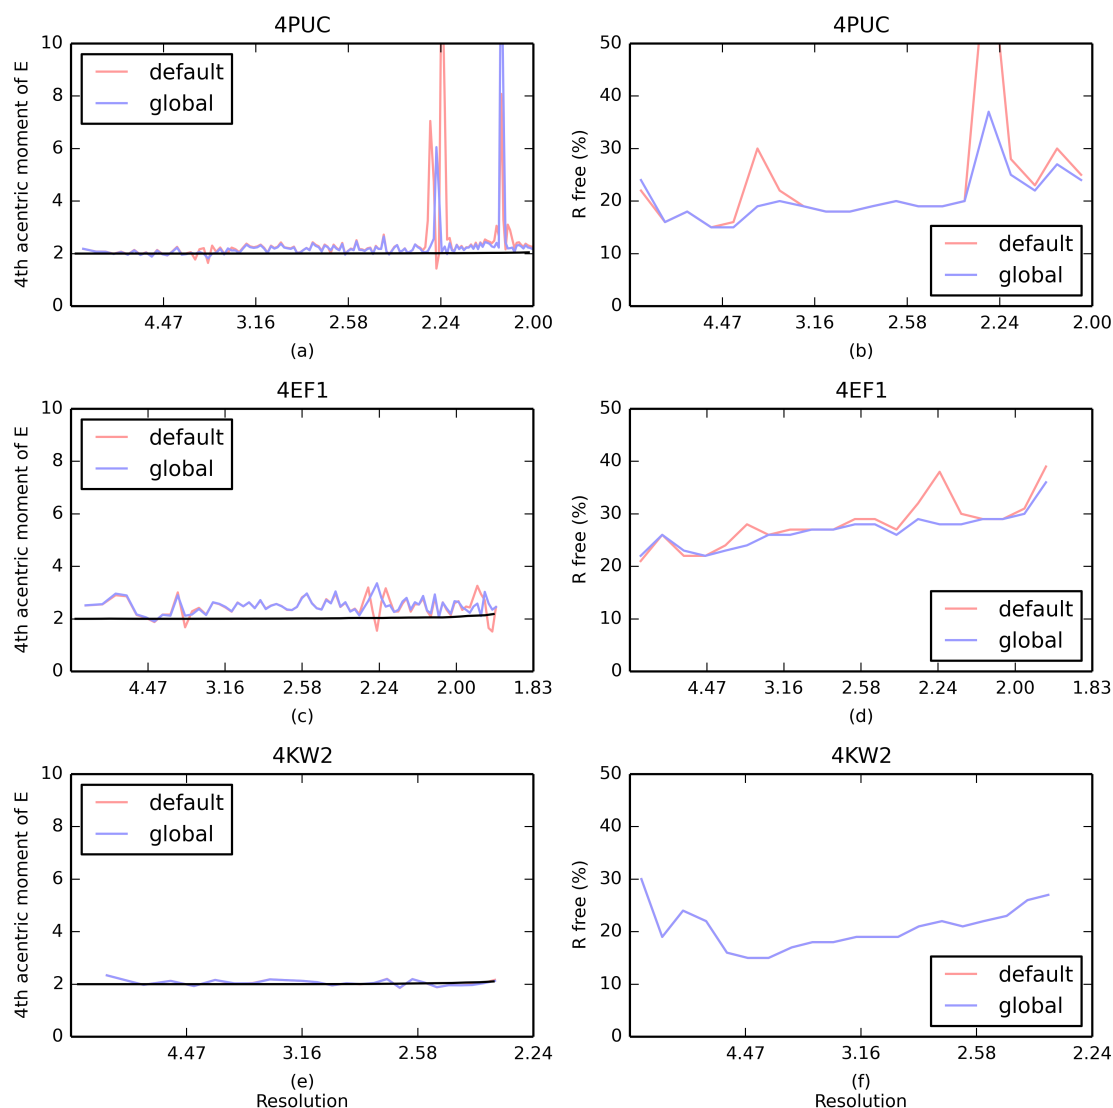 4PUC
4th acentric moment of E
10
8
6
4
2
0
default
global
4.47 3.16 2.58 2.24 2.00
(a)
4PUC
R free (%)
50
40
30
20
10
0
default
global
4.47 3.16 2.58 2.24 2.00
(b)
4EF1
4th acentric moment of E
10
8
6
4
2
0
default
global
4.47 3.16 2.58 2.24 2.00 1.83
(c)
4EF1
R free (%)
50
40
30
20
10
0
default
global
4.47 3.16 2.58 2.24 2.00 1.83
(d)
4KW2
4th acentric moment of E
10
8
6
4
2
0
default
global
4.47 3.16 2.58 2.24
(e)
Resolution
4KW2
R free (%)
50
40
30
20
10
0
default
global
4.47 3.16 2.58 2.24
(f)
Resolution